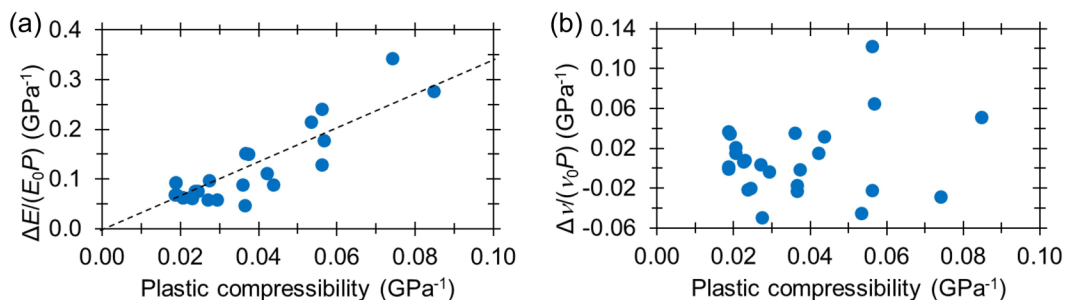 (a)
0.4
0.3
0.2
0.1
0.0
ΔE/(E₀P) (GPa⁻¹)
0.00 0.02 0.04 0.06 0.08 0.10
Plastic compressibility (GPa⁻¹)
(b)
0.14
0.10
0.06
0.02
-0.02
-0.06
Δν/(ν₀P) (GPa⁻¹)
0.00 0.02 0.04 0.06 0.08 0.10
Plastic compressibility (GPa⁻¹)